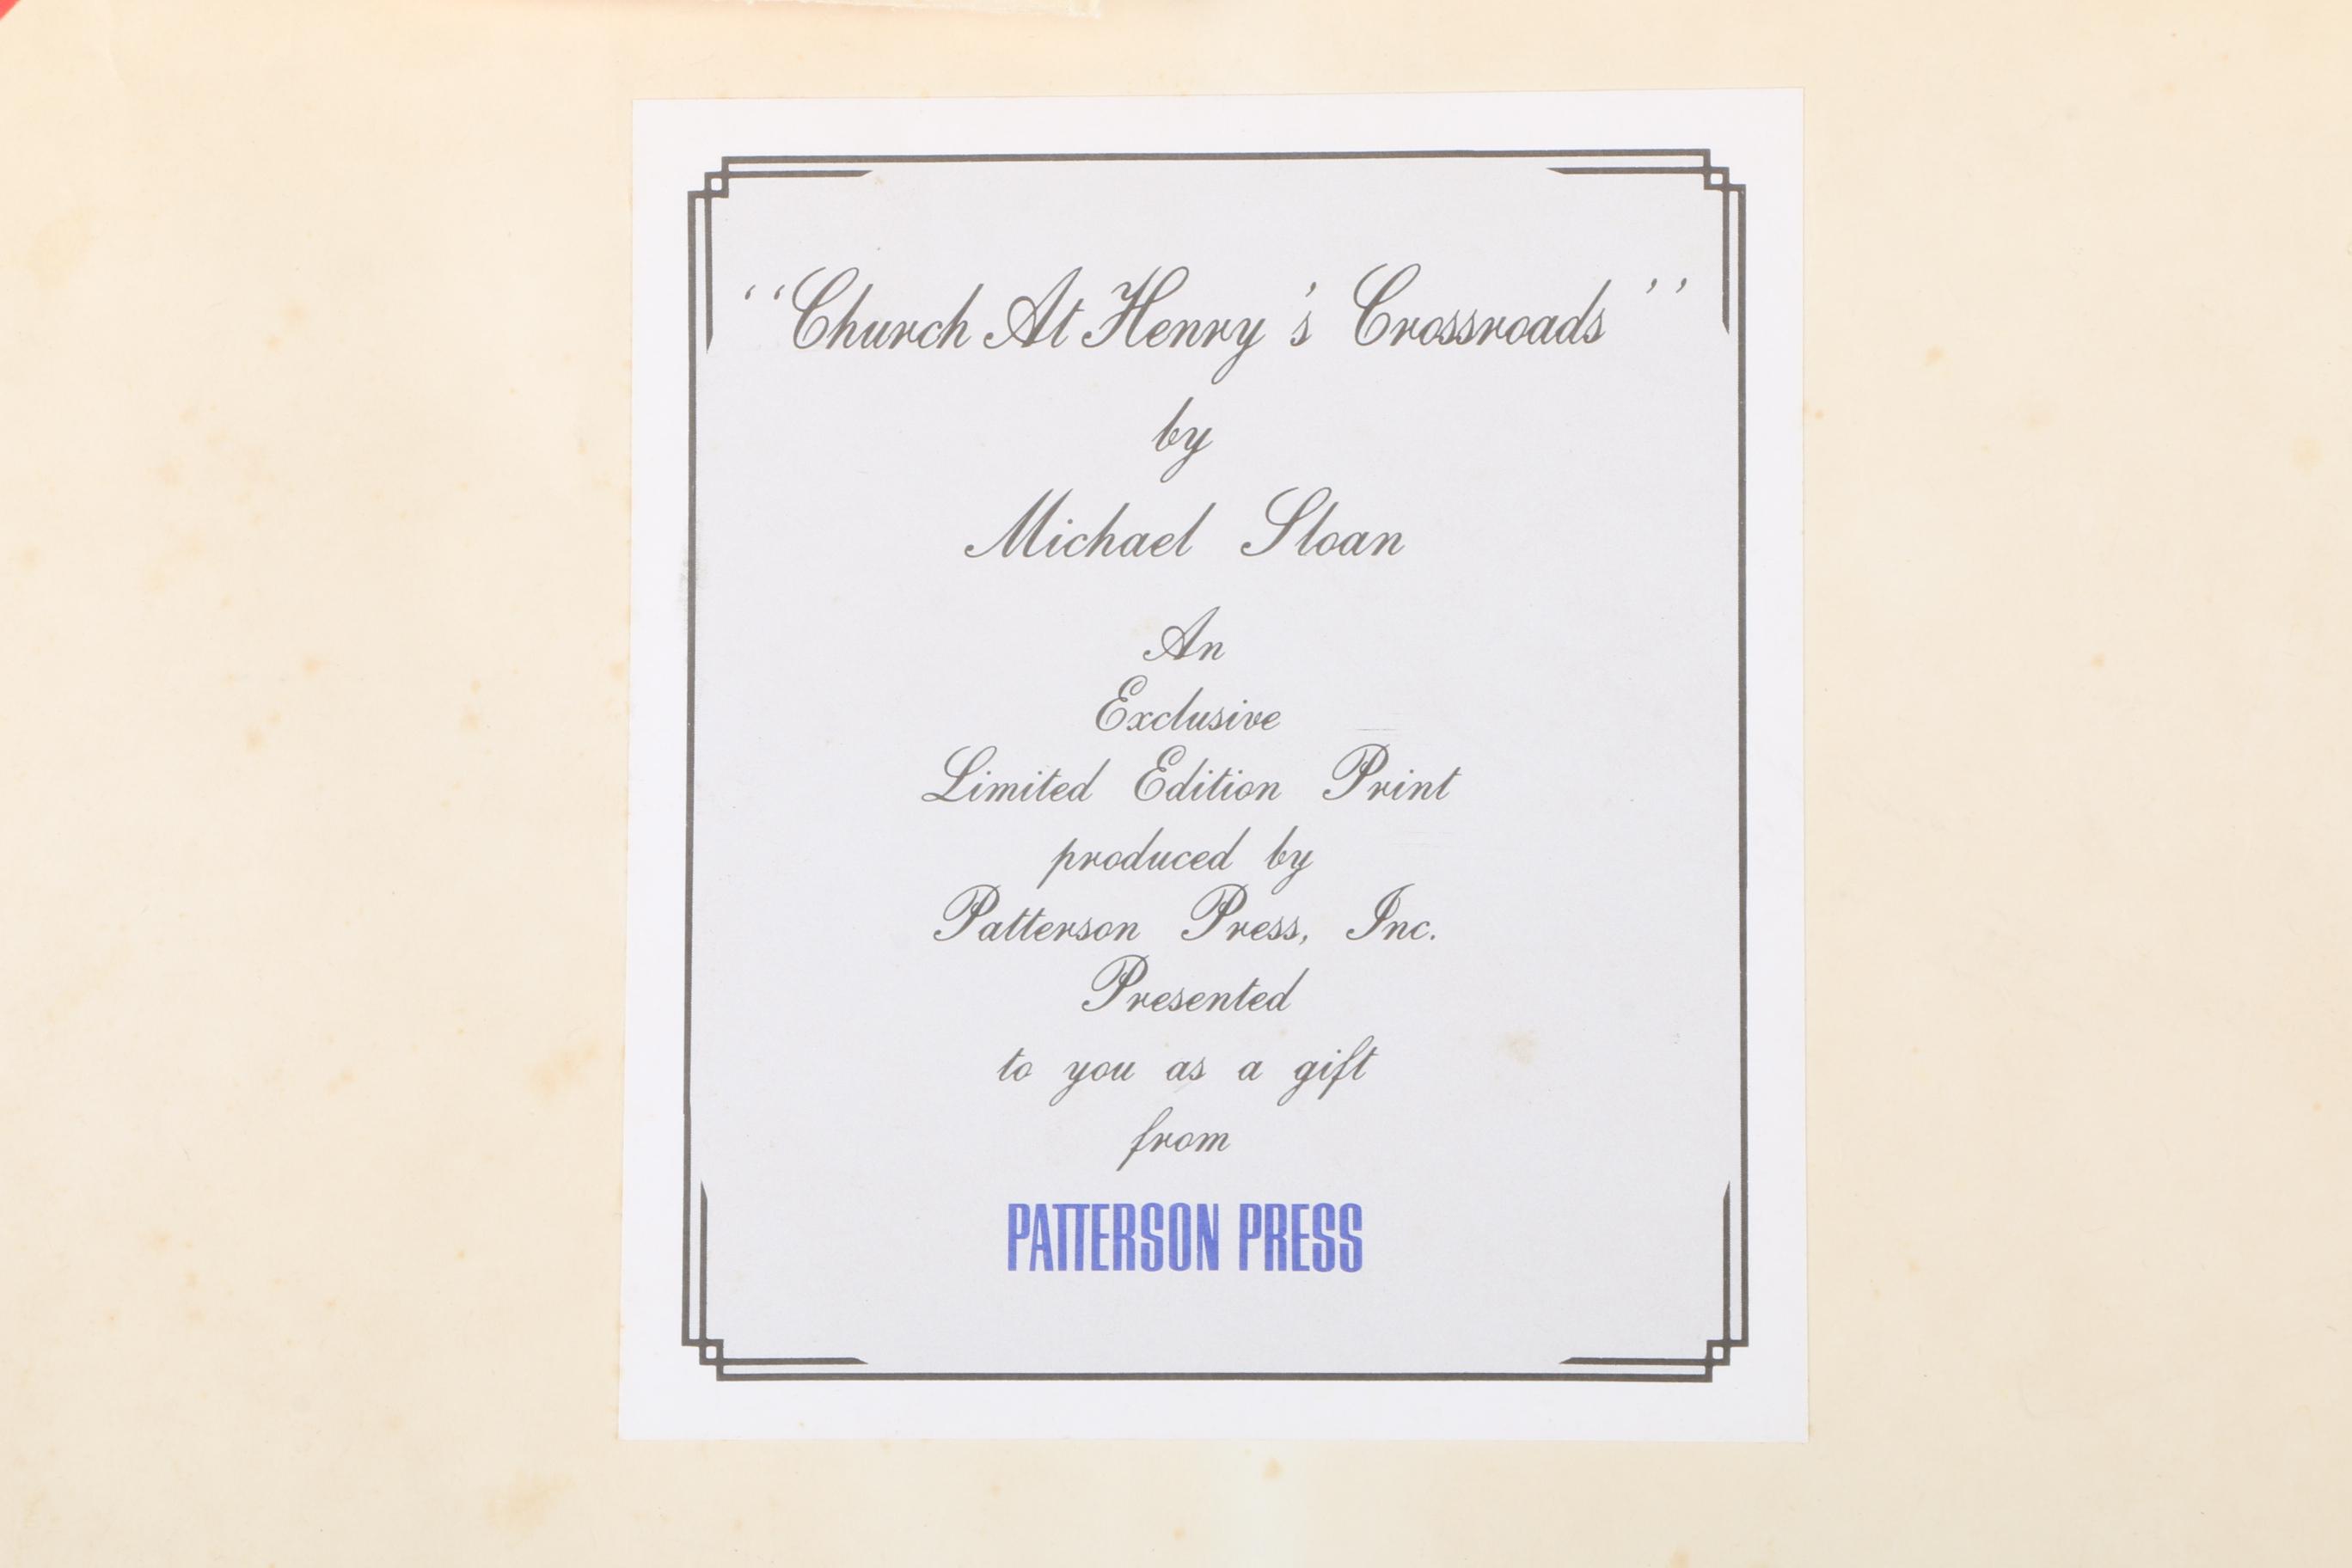 ‘‘Church At Henry's Crossroads’’
by
Michael Sloan
An
Exclusive
Limited Edition Print
produced by
Patterson Press, Inc.
Presented
to you as a gift
from
PATTERSON PRESS